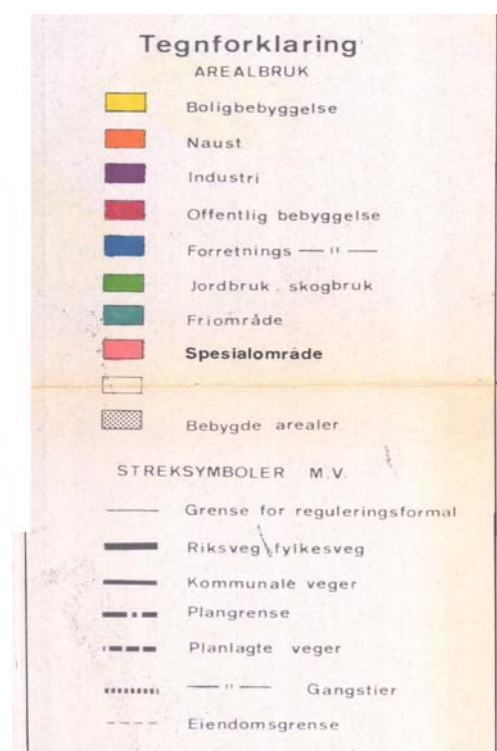 Tegnforklaring
AREALBRUK
Boligbebyggelse
Naust
Industri
Offentlig bebyggelse
Forretnings — " —
Jordbruk. skogbruk
Friområde
Spesialområde
Bebygde arealer
STREKSYMBOLER M.V.
Grense for reguleringsformal
Riksveg/fylkesveg
Kommunale veger
Plangrense
Planlagte veger
— " — Gangstier
Eiendomsgrense